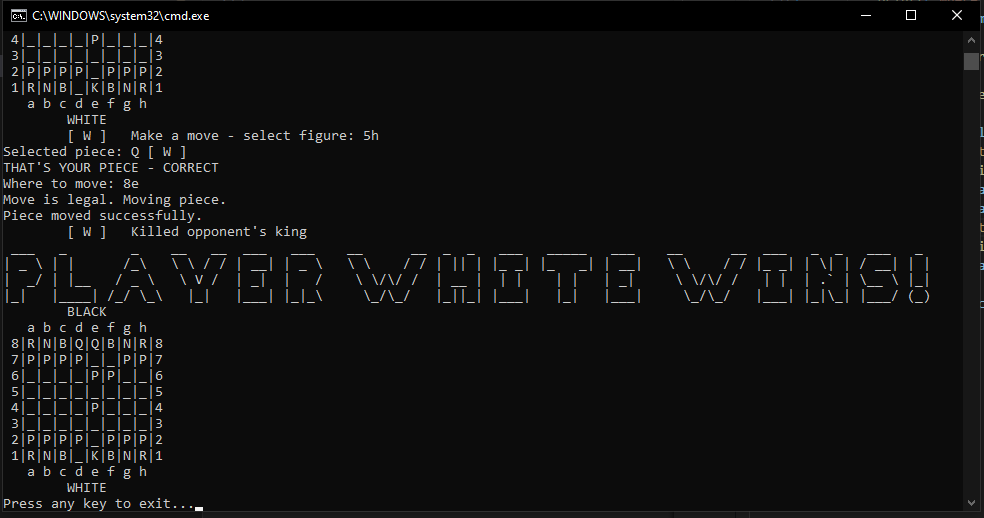 C:\WINDOWS\system32\cmd.exe
4|_|_|_|_|P|_|_|_|4
3|_|_|_|_|_|_|_|_|3
2|P|P|P|P|_|P|P|P|2
1|R|N|B|_|K|B|N|R|1
a b c d e f g h
WHITE
[ W ]   Make a move - select figure: 5h
Selected piece: Q [ W ]
THAT'S YOUR PIECE - CORRECT
Where to move: 8e
Move is legal. Moving piece.
Piece moved successfully.
[ W ]   Killed opponent's king
PLAYER WHITE WINS!
BLACK
a b c d e f g h
8|R|N|B|Q|Q|B|N|R|8
7|P|P|P|P|_|_|P|P|7
6|_|_|_|_|P|P|_|_|6
5|_|_|_|_|_|_|_|_|5
4|_|_|_|_|P|_|_|_|4
3|_|_|_|_|_|_|_|_|3
2|P|P|P|P|_|P|P|P|2
1|R|N|B|_|K|B|N|R|1
a b c d e f g h
WHITE
Press any key to exit...